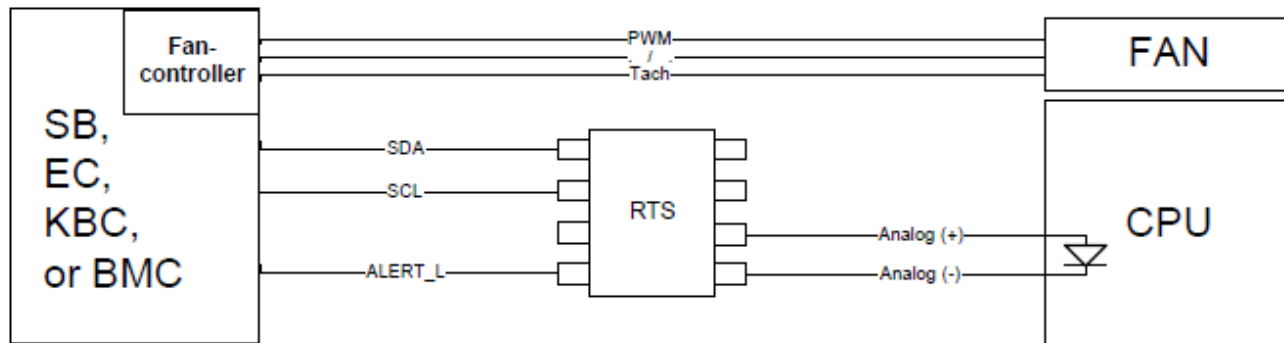 Fan-
controller
PWM
/
Tach
FAN
SB,
EC,
KBC,
or BMC
SDA
SCL
ALERT_L
RTS
Analog (+)
Analog (-)
CPU